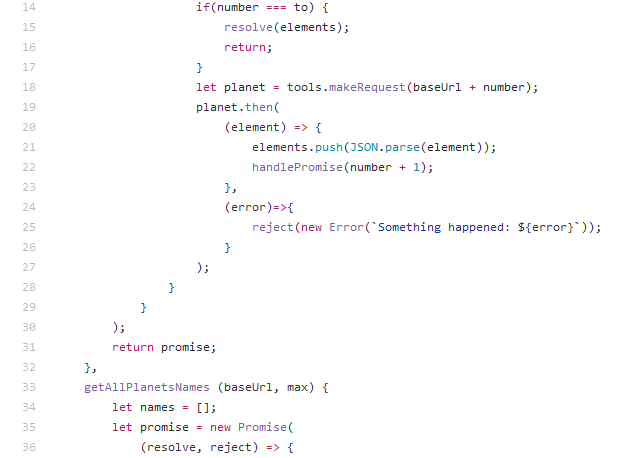 14 if(number === to) {
15 resolve(elements);
16 return;
17 }
18 let planet = tools.makeRequest(baseUrl + number);
19 planet.then(
20 (element) => {
21 elements.push(JSON.parse(element));
22 handlePromise(number + 1);
23 },
24 (error)=>{
25 reject(new Error(`Something happened: ${error}`));
26 }
27 );
28 }
29 }
30 );
31 return promise;
32 },
33 getAllPlanetsNames (baseUrl, max) {
34 let names = [];
35 let promise = new Promise(
36 (resolve, reject) => {